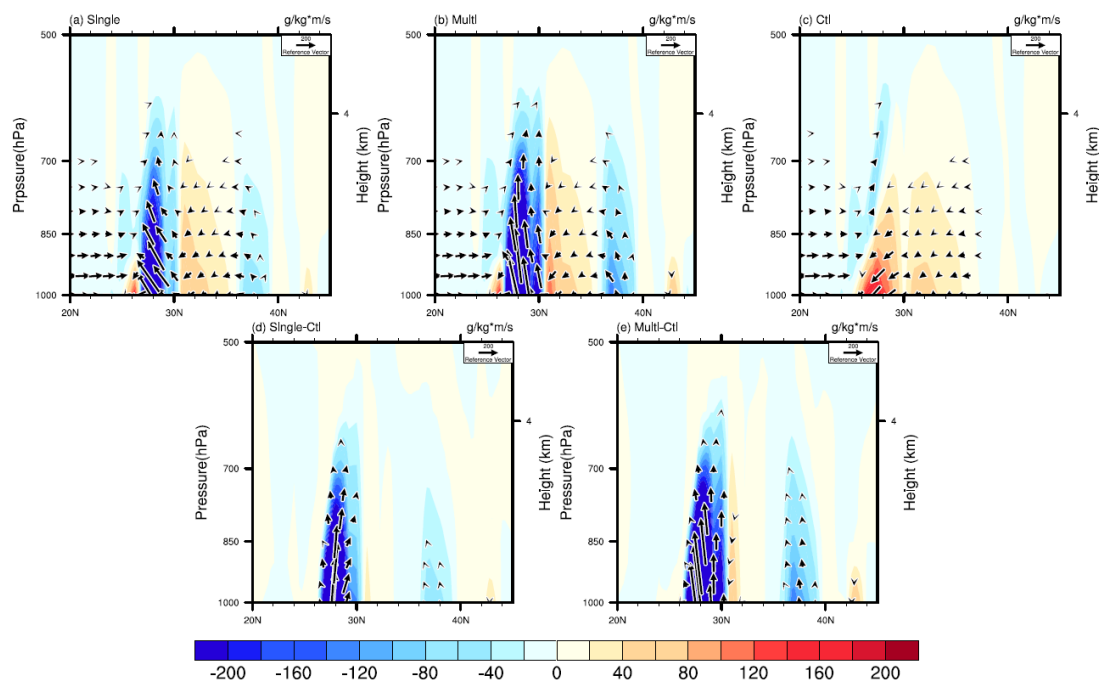 (a) SIngle g/kg*m/s
(b) MultI g/kg*m/s
(c) Ctl g/kg*m/s
500 200 Reference Vector
500 200 Reference Vector
500 200 Reference Vector
4
4
4
700 700 700
850 850 850
1000 1000 1000
Prpssure(hPa) Height (km)
Prpssure(hPa) Height (km)
Prpssure(hPa) Height (km)
20N 30N 40N
20N 30N 40N
20N 30N 40N
(d) SIngle-Ctl g/kg*m/s
(e) MultI-Ctl g/kg*m/s
500 200 Reference Vector
500 200 Reference Vector
4
4
700 700
850 850
1000 1000
Pressure(hPa) Height (km)
Pressure(hPa) Height (km)
20N 30N 40N
20N 30N 40N
-200 -160 -120 -80 -40 0 40 80 120 160 200